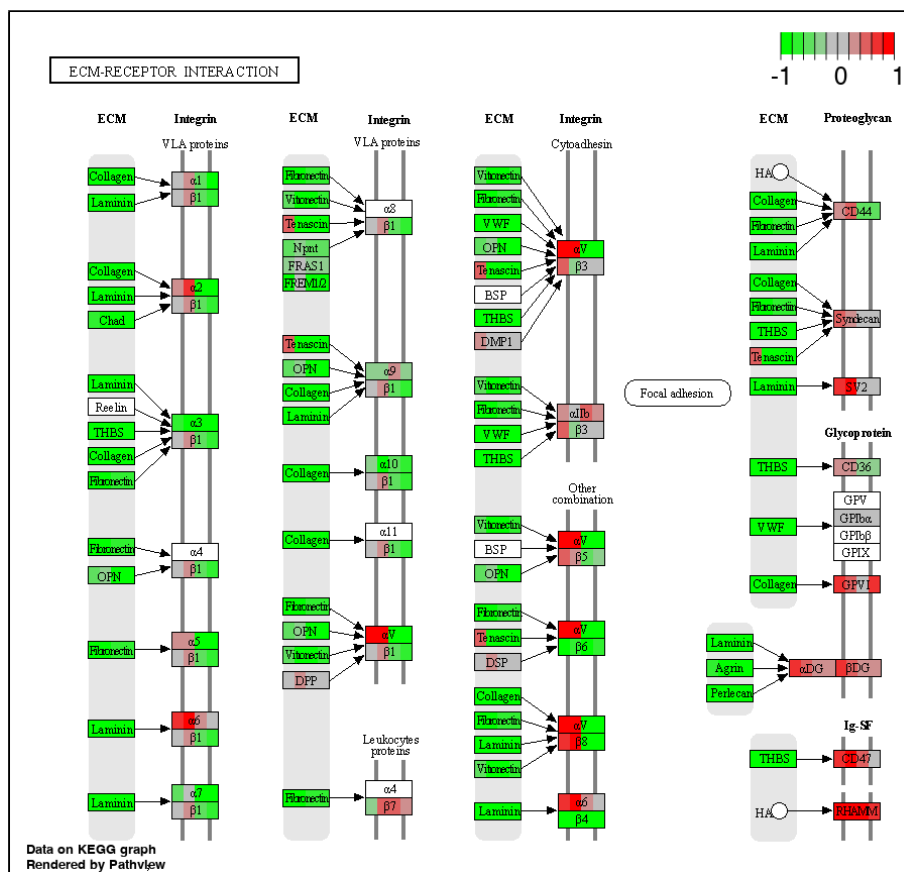 ECM-RECEPTOR INTERACTION
-1 0 1
ECM
Integrin
VLA proteins
Collagen
Laminin
α1
β1
Collagen
Laminin
Chad
α2
β1
Laminin
Reelin
THBS
Collagen
Fibronectin
α3
β1
Fibronectin
OPN
α4
β1
Fibronectin
α5
β1
Laminin
α6
β1
Laminin
α7
β1
ECM
Integrin
VLA proteins
Fibronectin
Vitronectin
Tenascin
Npnt
FRAS1
FREM1/2
α8
β1
Tenascin
OPN
Collagen
Laminin
α9
β1
Collagen
α10
β1
Collagen
α11
β1
Fibronectin
OPN
Vitronectin
DPP
αV
β1
Leukocytes
proteins
Fibronectin
α4
β7
ECM
Integrin
Cytoadhesin
Vitronectin
Fibronectin
VWF
OPN
Tenascin
BSP
THBS
DMP1
αV
β3
Vitronectin
Fibronectin
VWF
THBS
αIIb
β3
Other
combination
Vitronectin
BSP
OPN
αV
β5
Fibronectin
Tenascin
DSP
αV
β6
Collagen
Fibronectin
Laminin
Vitronectin
αV
β8
Laminin
α6
β4
Focal adhesion
ECM
Proteoglycan
HA
Collagen
Fibronectin
Laminin
CD44
Collagen
Fibronectin
THBS
Tenascin
Syndecan
Laminin
SV2
Glycoprotein
THBS
CD36
VWF
GPV
GPIbα
GPIbβ
GPIX
Collagen
GPVI
Laminin
Agrin
Perlecan
αDG
βDG
Ig-SF
THBS
CD47
HA
RHAMM
Data on KEGG graph
Rendered by Pathview